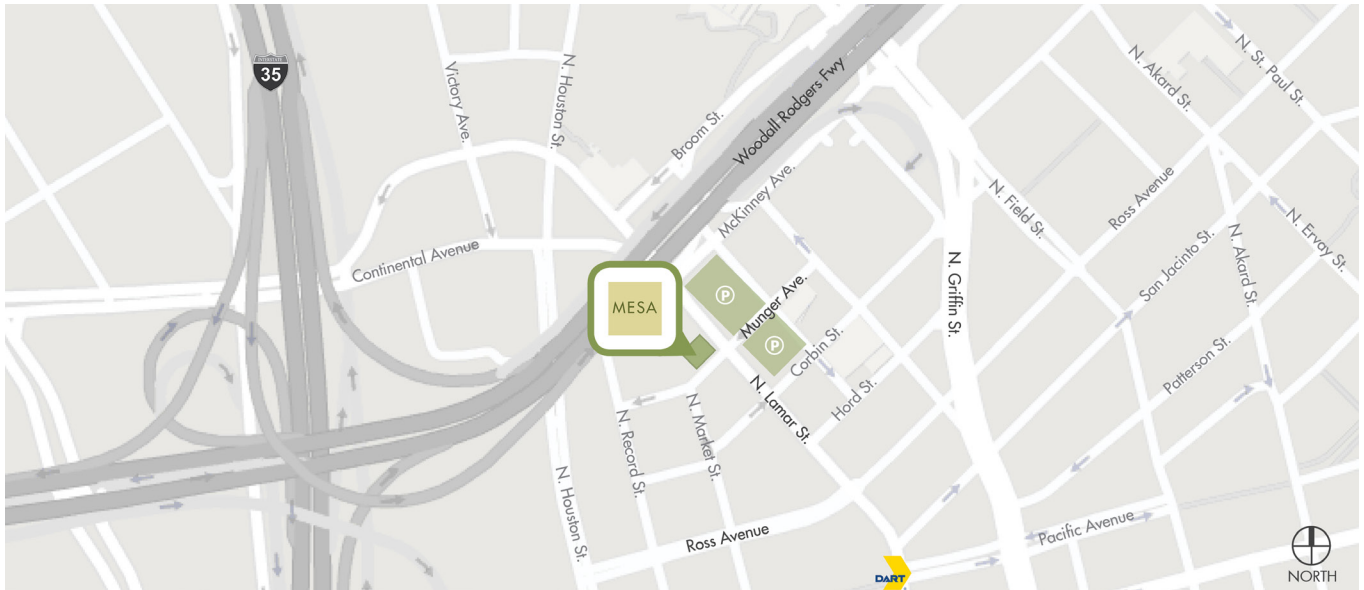 35
Victory Ave.
N. Houston St.
Broom St.
Woodall Rodgers Fwy
McKinney Ave.
N. Akard St.
N. St. Paul St.
Ross Avenue
N. Field St.
N. Ervay St.
San Jacinto St.
N. Akard St.
Continental Avenue
N. Griffin St.
MESA
P
Munger Ave.
P
Corbin St.
Hord St.
Patterson St.
N. Lamar St.
N. Market St.
N. Record St.
N. Houston St.
Ross Avenue
Pacific Avenue
DART
NORTH